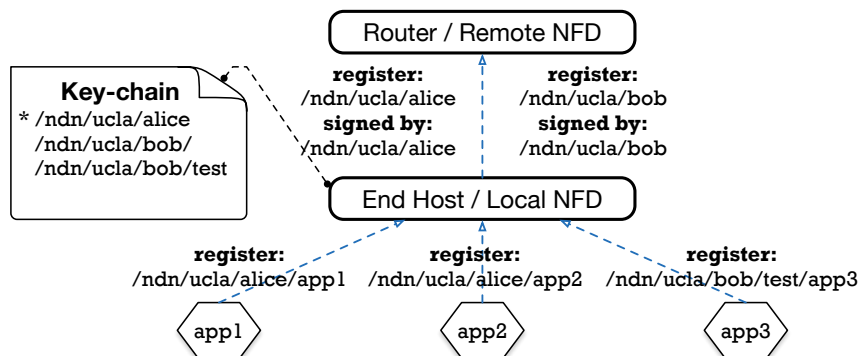 Router / Remote NFD
register:
/ndn/ucla/alice
signed by:
/ndn/ucla/alice
register:
/ndn/ucla/bob
signed by:
/ndn/ucla/bob
Key-chain
* /ndn/ucla/alice
/ndn/ucla/bob/
/ndn/ucla/bob/test
End Host / Local NFD
register:
/ndn/ucla/alice/app1
register:
/ndn/ucla/alice/app2
register:
/ndn/ucla/bob/test/app3
app1
app2
app3